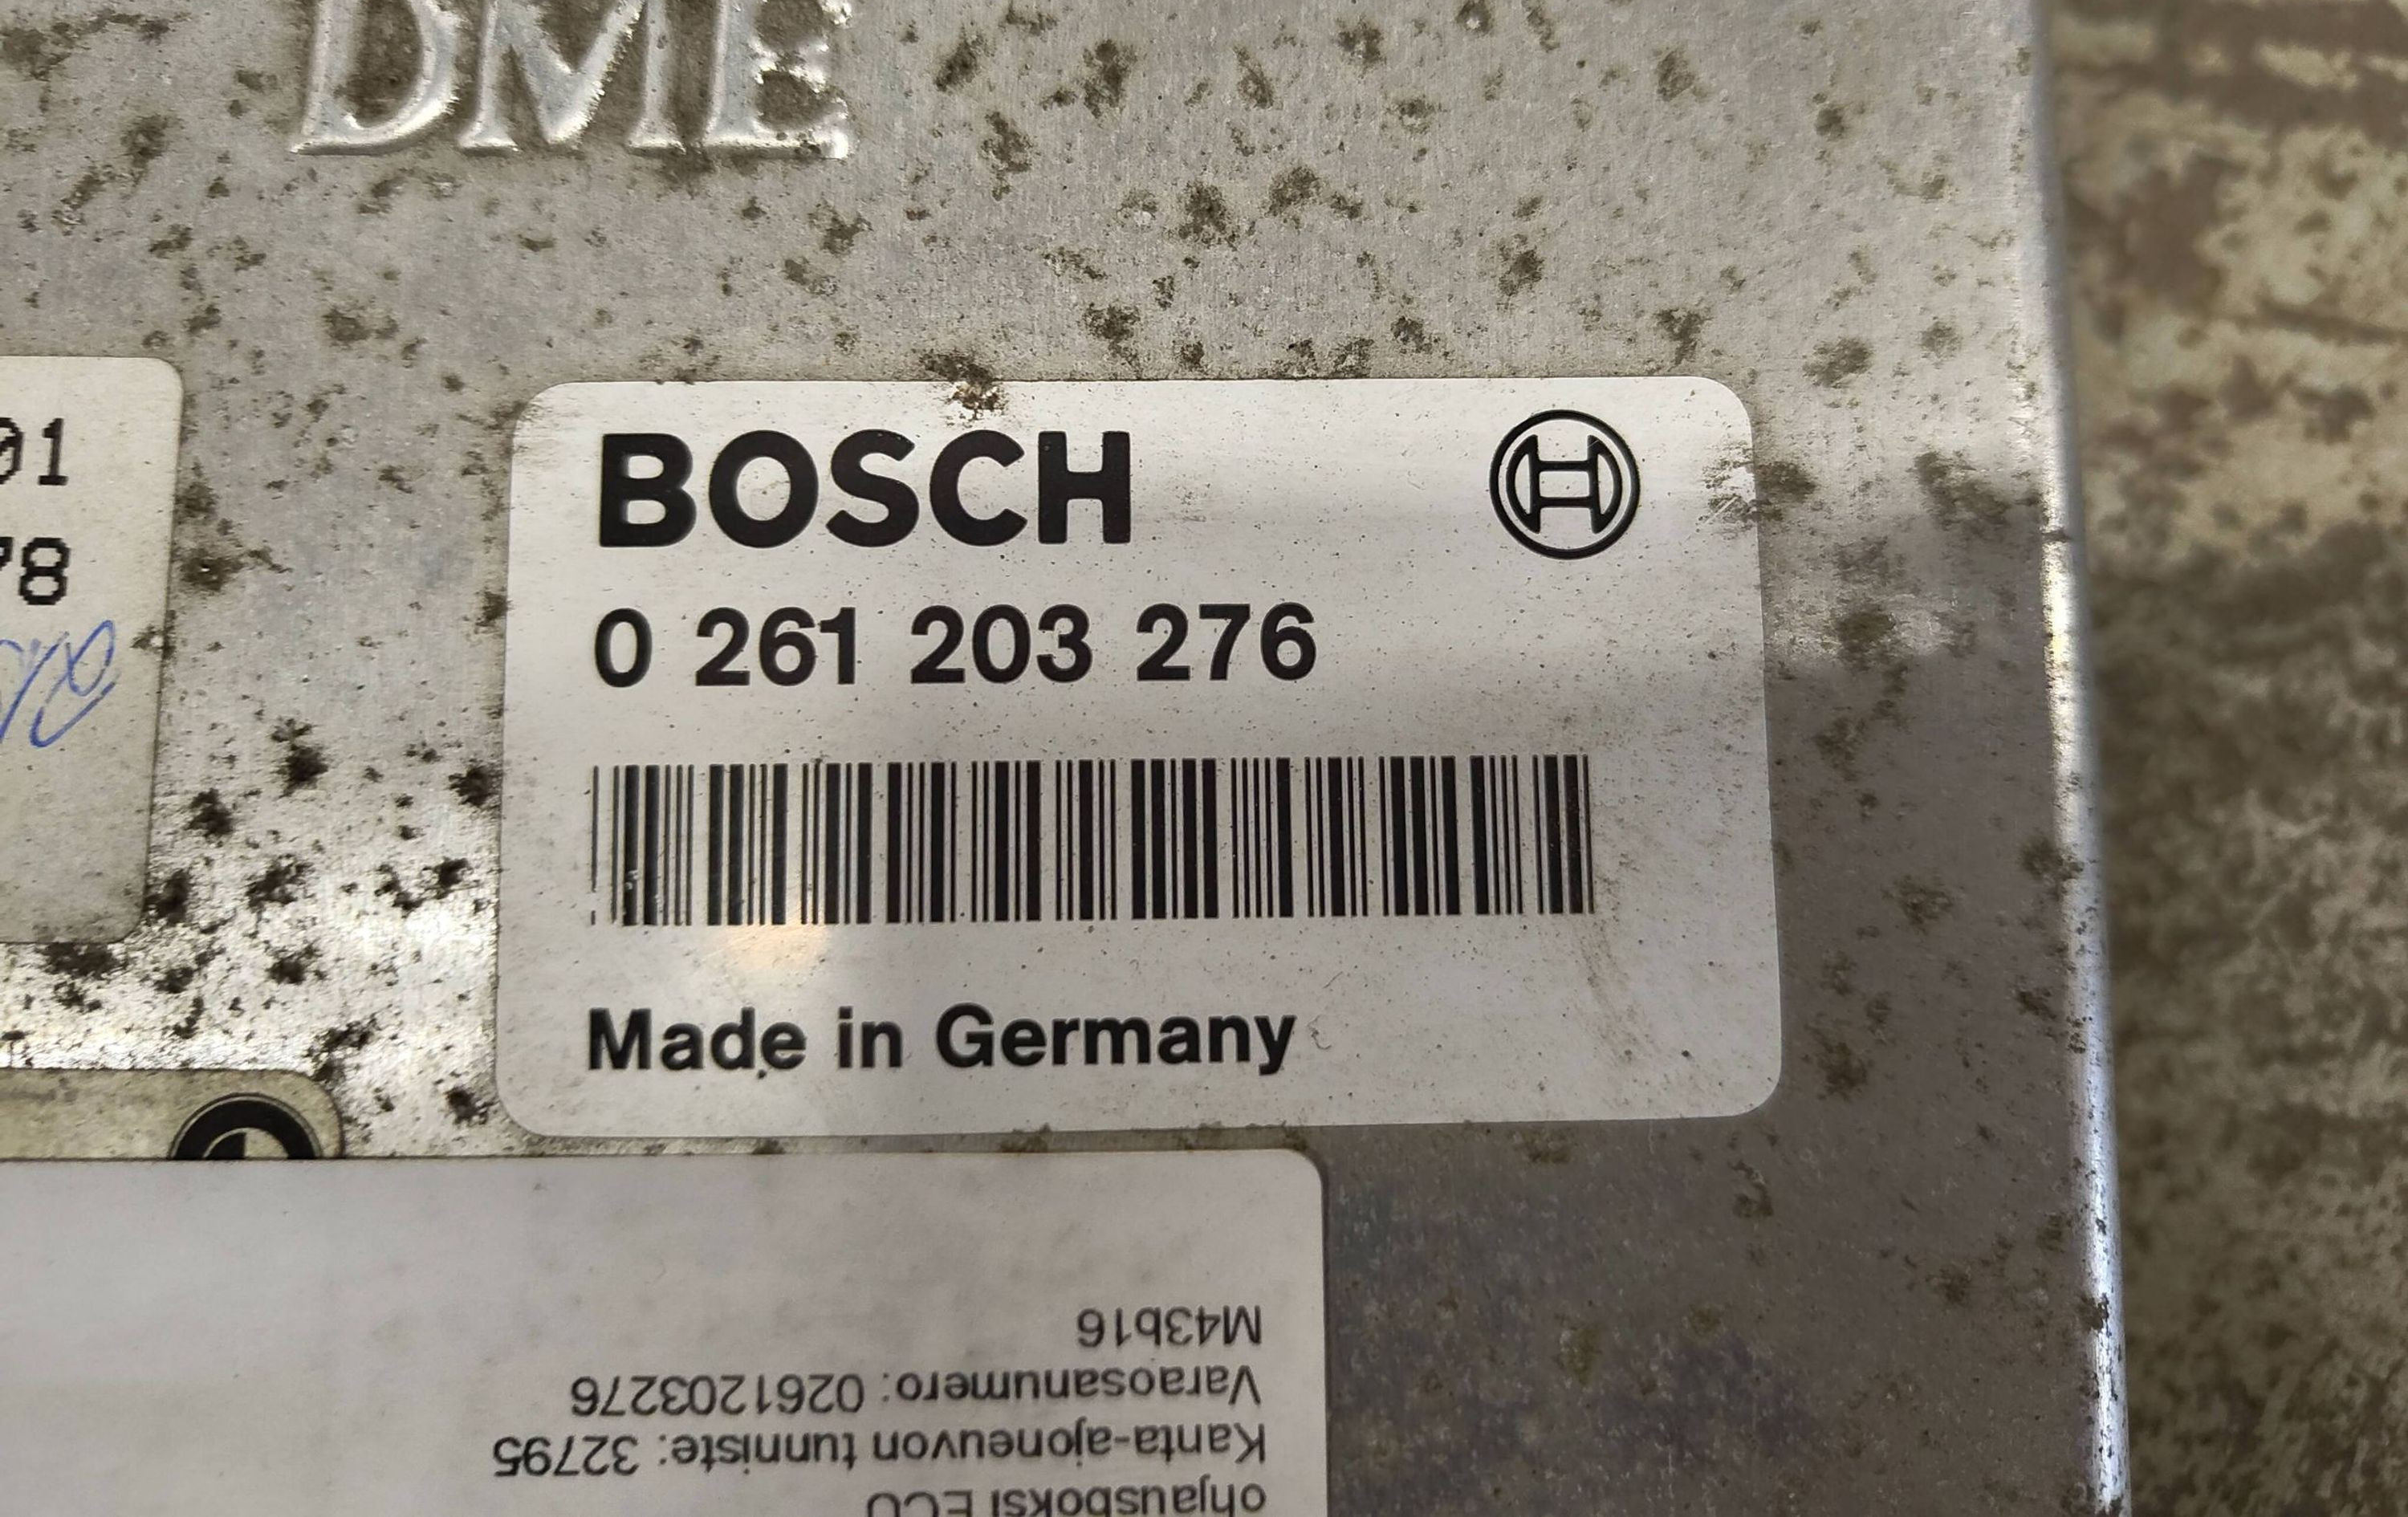 DME
01
78
BOSCH
0 261 203 276
Made in Germany
ohjausboksi ECU
Kanta-ajoneuvon tunniste: 32795
Varaosanumero: 0261203276
M43b16